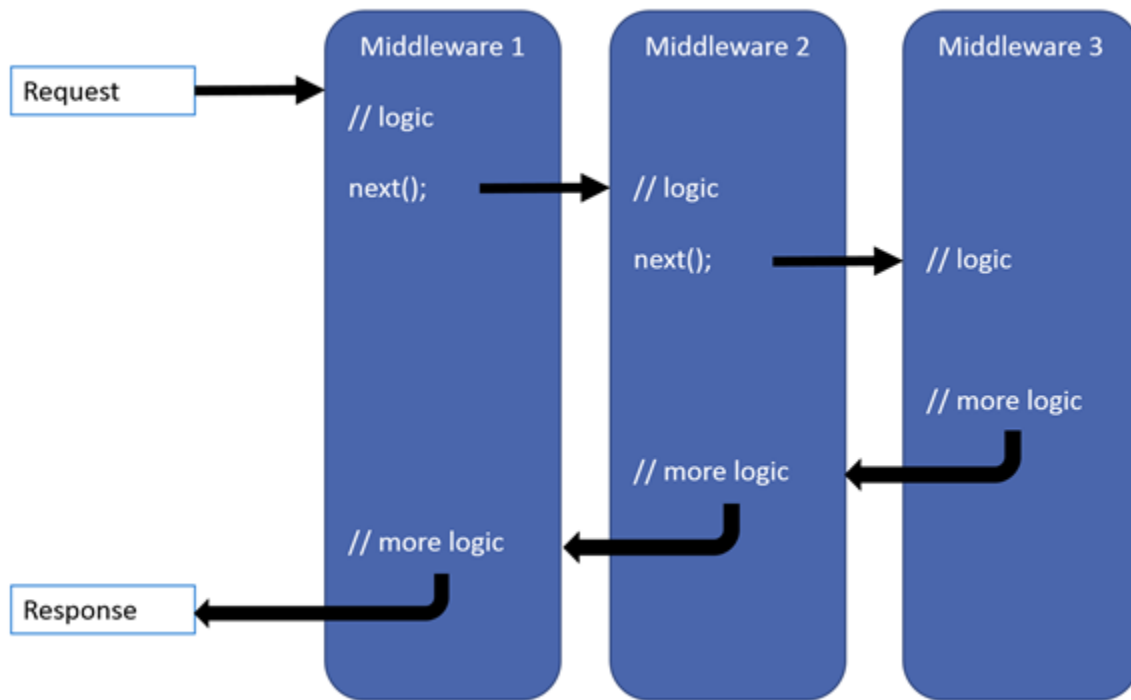 Middleware 1
Middleware 2
Middleware 3
Request
// logic
next();
// logic
next();
// logic
// more logic
// more logic
// more logic
Response